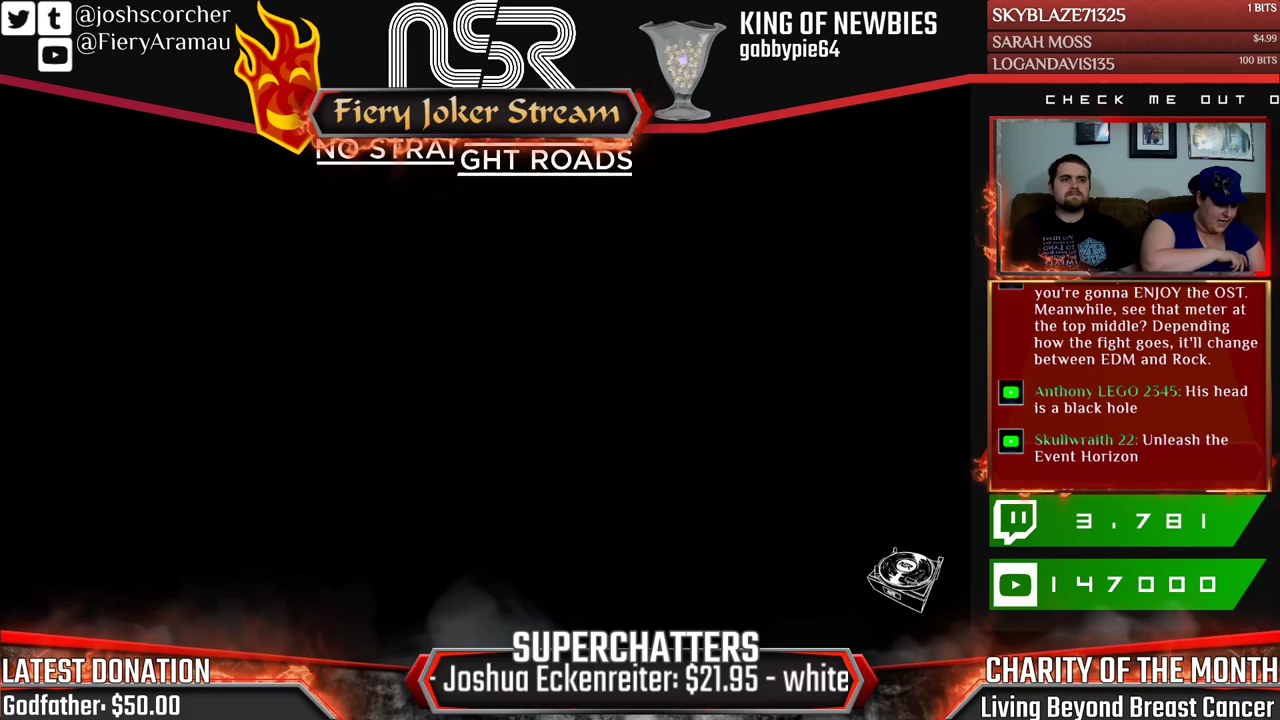 @joshscorcher
@FieryAramau
NSR
Fiery Joker Stream
NO STRAIGHT ROADS
KING OF NEWBIES
gabbypie64
SKYBLAZE71325 1 BITS
SARAH MOSS $4.99
LOGANDAVIS135 100 BITS
CHECK ME OUT O
you're gonna ENJOY the OST.
Meanwhile, see that meter at
the top middle? Depending
how the fight goes, it'll change
between EDM and Rock.
Anthony LEGO 2345: His head
is a black hole
Skullwraith 22: Unleash the
Event Horizon
3,781
147000
SUPERCHATTERS
- Joshua Eckenreiter: $21.95 - white
LATEST DONATION
Godfather: $50.00
CHARITY OF THE MONTH
Living Beyond Breast Cancer